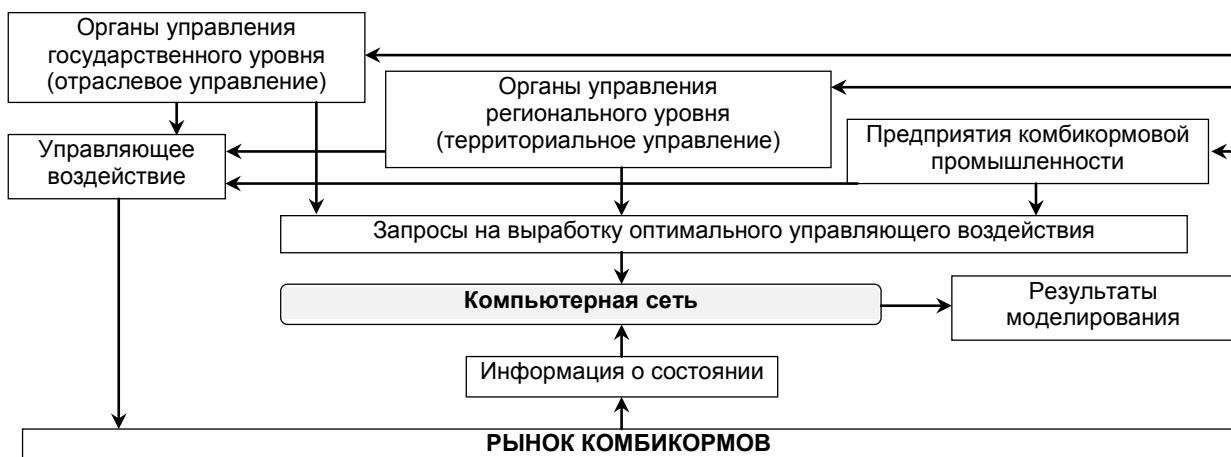 Органы управления
государственного уровня
(отраслевое управление)
Органы управления
регионального уровня
(территориальное управление)
Предприятия комбикормовой
промышленности
Управляющее
воздействие
Запросы на выработку оптимального управляющего воздействия
Компьютерная сеть
Результаты
моделирования
Информация о состоянии
РЫНОК КОМБИКОРМОВ